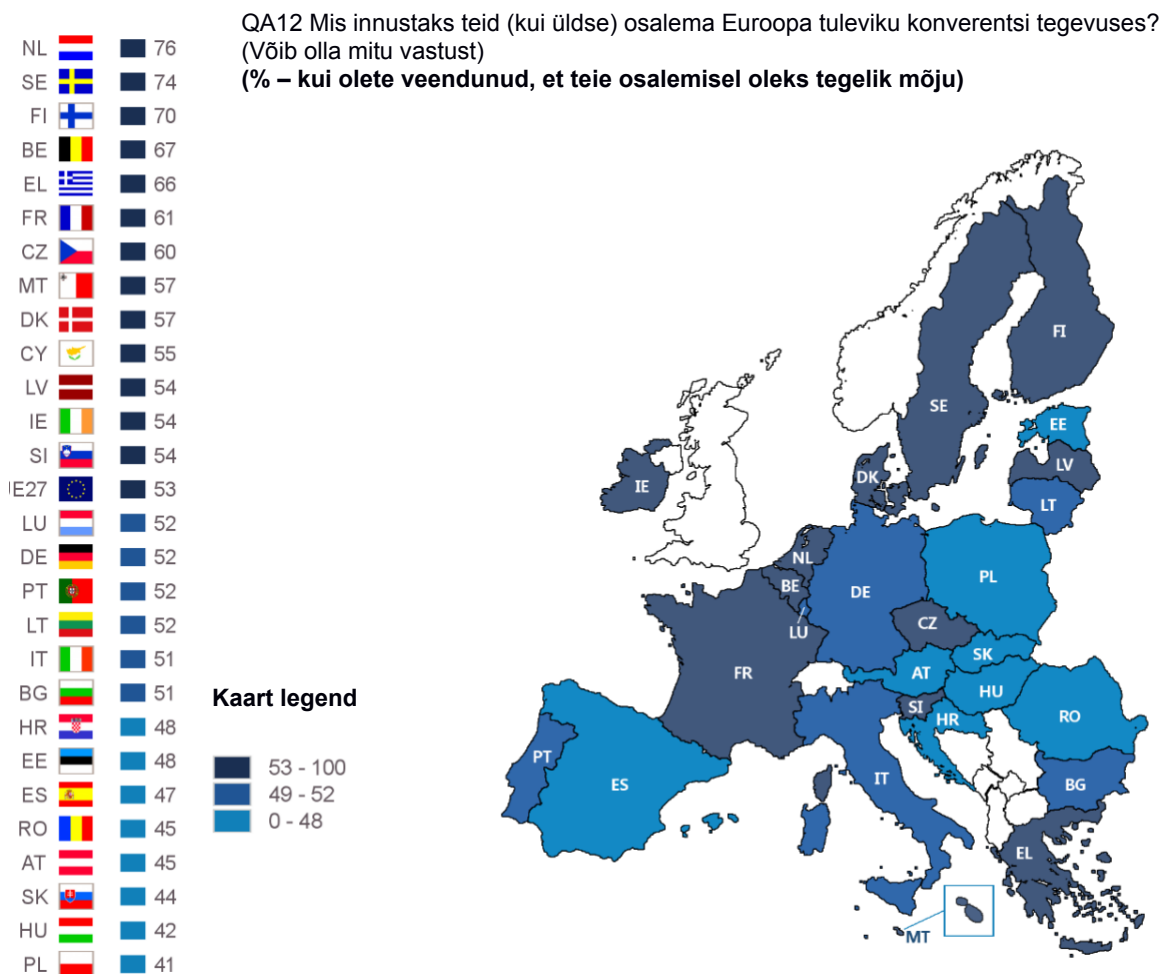 QA12 Mis innustaks teid (kui üldse) osalema Euroopa tuleviku konverentsi tegevuses?
(Võib olla mitu vastust)
(% – kui olete veendunud, et teie osalemisel oleks tegelik mõju)
NL 76
SE 74
FI 70
BE 67
EL 66
FR 61
CZ 60
MT 57
DK 57
CY 55
LV 54
IE 54
SI 54
E27 53
LU 52
DE 52
PT 52
LT 52
IT 51
BG 51
HR 48
EE 48
ES 47
RO 45
AT 45
SK 44
HU 42
PL 41
Kaart legend
53 - 100
49 - 52
0 - 48
FI
SE
EE
LV
LT
DK
IE
NL
BE
LU
DE
PL
CZ
SK
AT
HU
SI
HR
RO
FR
PT
ES
IT
BG
EL
MT